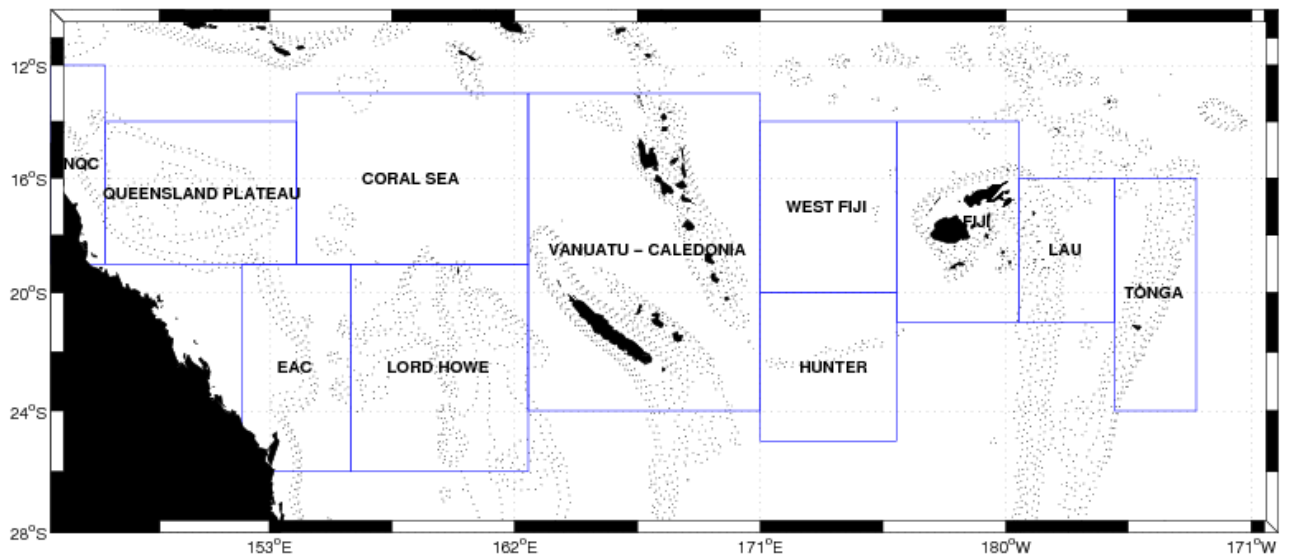 12°S
NQC
QUEENSLAND PLATEAU
CORAL SEA
16°S
WEST FIJI
FIJI
VANUATU – CALEDONIA
LAU
20°S
TONGA
EAC
LORD HOWE
HUNTER
24°S
28°S
153°E
162°E
171°E
180°W
171°W